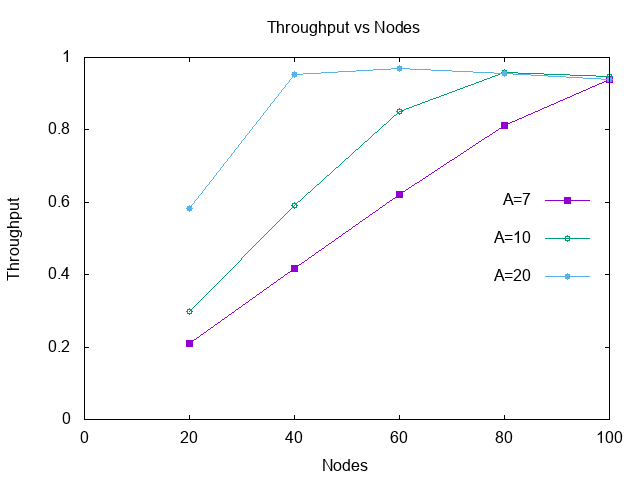 Throughput vs Nodes
1
0.8
0.6
0.4
0.2
0
Throughput
A=7
A=10
A=20
0 20 40 60 80 100
Nodes